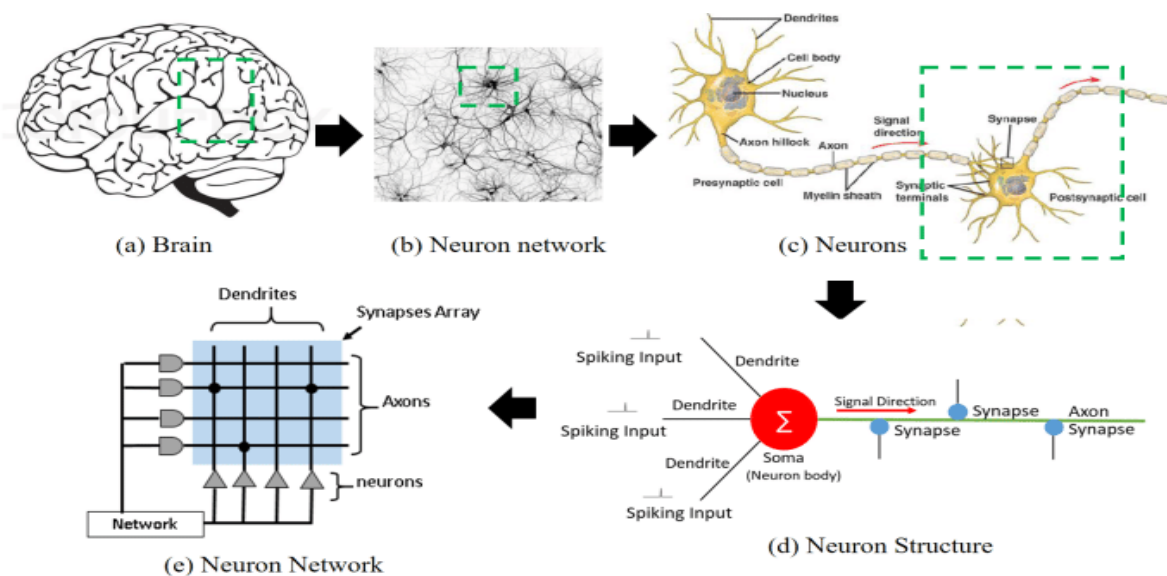 (a) Brain
(b) Neuron network
Dendrites
Cell body
Nucleus
Axon hillock
Axon
Signal
direction
Synapse
Presynaptic cell
Myelin sheath
Synaptic
terminals
Postsynaptic cell
(c) Neurons
Spiking Input
Dendrite
Spiking Input
Dendrite
Spiking Input
Dendrite
Σ
Soma
(Neuron body)
Signal Direction
Synapse
Synapse
Axon
Synapse
(d) Neuron Structure
Dendrites
Synapses Array
Axons
neurons
Network
(e) Neuron Network